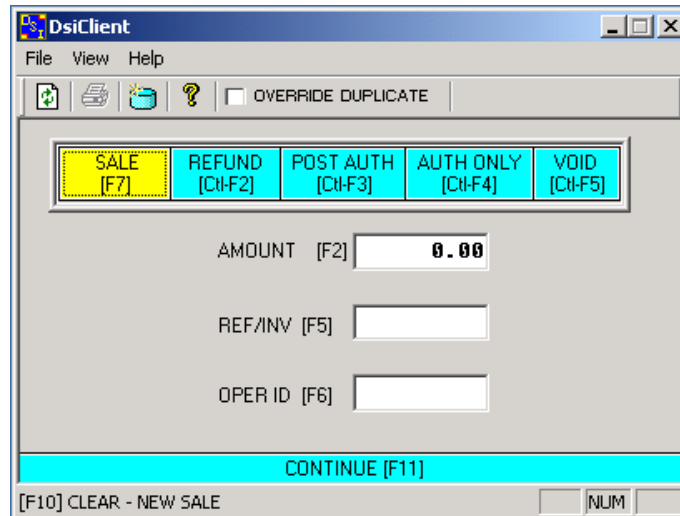 DsiClient
File View Help
OVERRIDE DUPLICATE
SALE REFUND POST AUTH AUTH ONLY VOID
[F7] [Ctl-F2] [Ctl-F3] [Ctl-F4] [Ctl-F5]
AMOUNT [F2] 0.00
REF/INV [F5]
OPER ID [F6]
CONTINUE [F11]
[F10] CLEAR - NEW SALE NUM